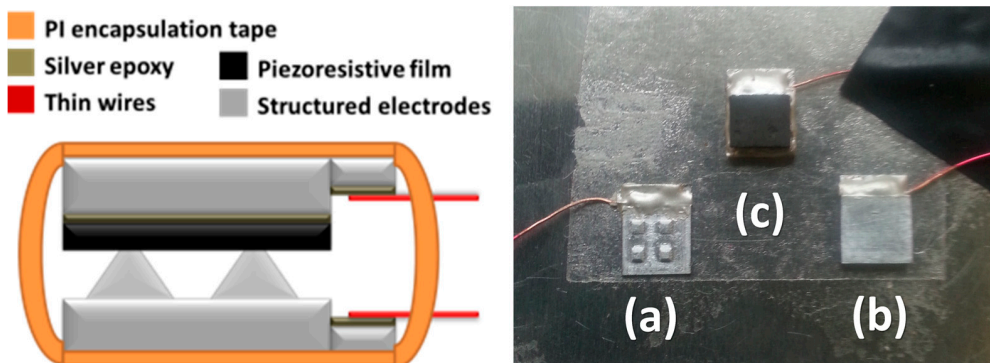 PI encapsulation tape
Silver epoxy
Piezoresistive film
Thin wires
Structured electrodes
(c)
(a)
(b)